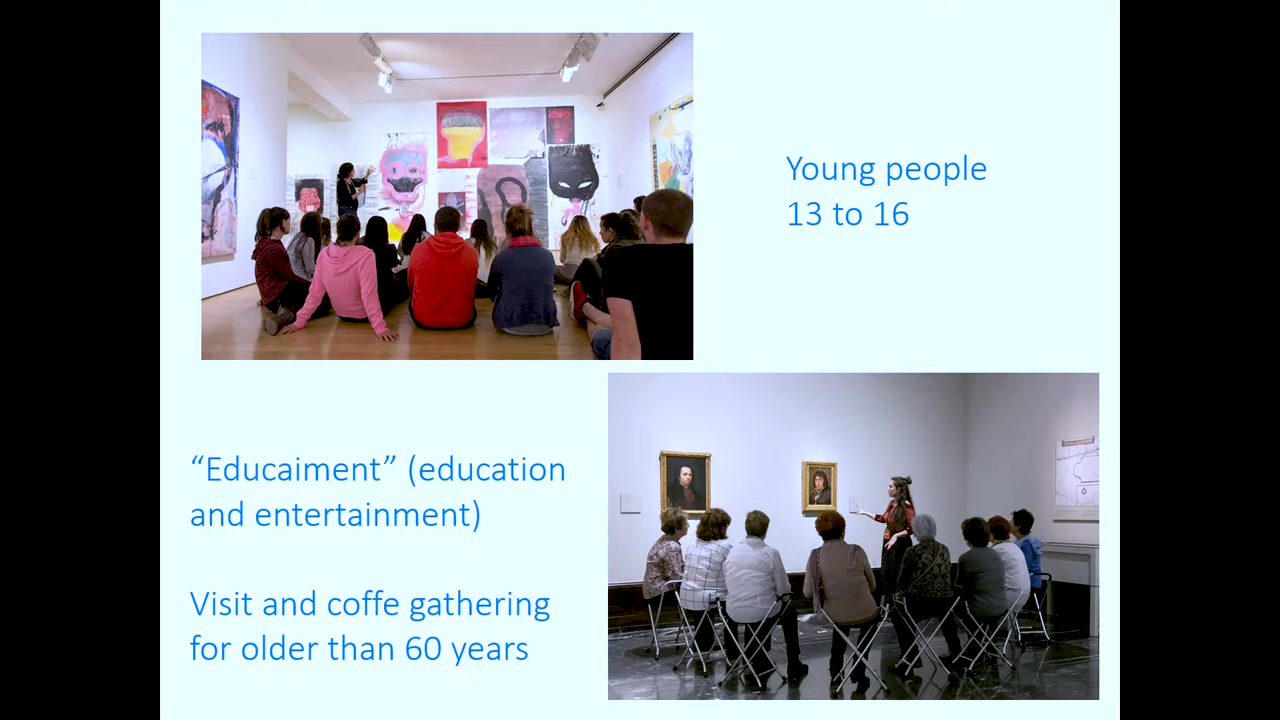 Young people
13 to 16
“Educaiment” (education
and entertainment)
Visit and coffe gathering
for older than 60 years